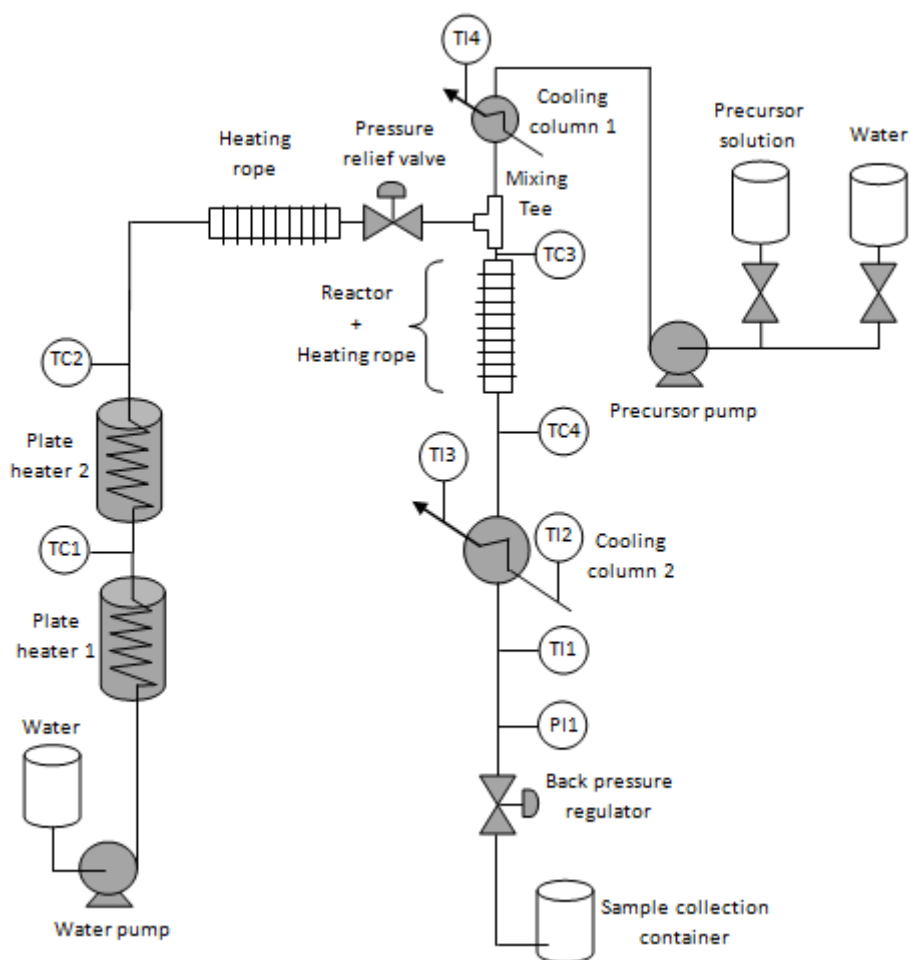 TI4
Cooling
column 1
Precursor
solution
Water
Heating
rope
Pressure
relief valve
Mixing
Tee
TC3
Reactor
+
Heating rope
TC2
Precursor pump
Plate
heater 2
TC4
TI3
TI2
Cooling
column 2
TC1
Plate
heater 1
TI1
Water
PI1
Back pressure
regulator
Sample collection
container
Water pump